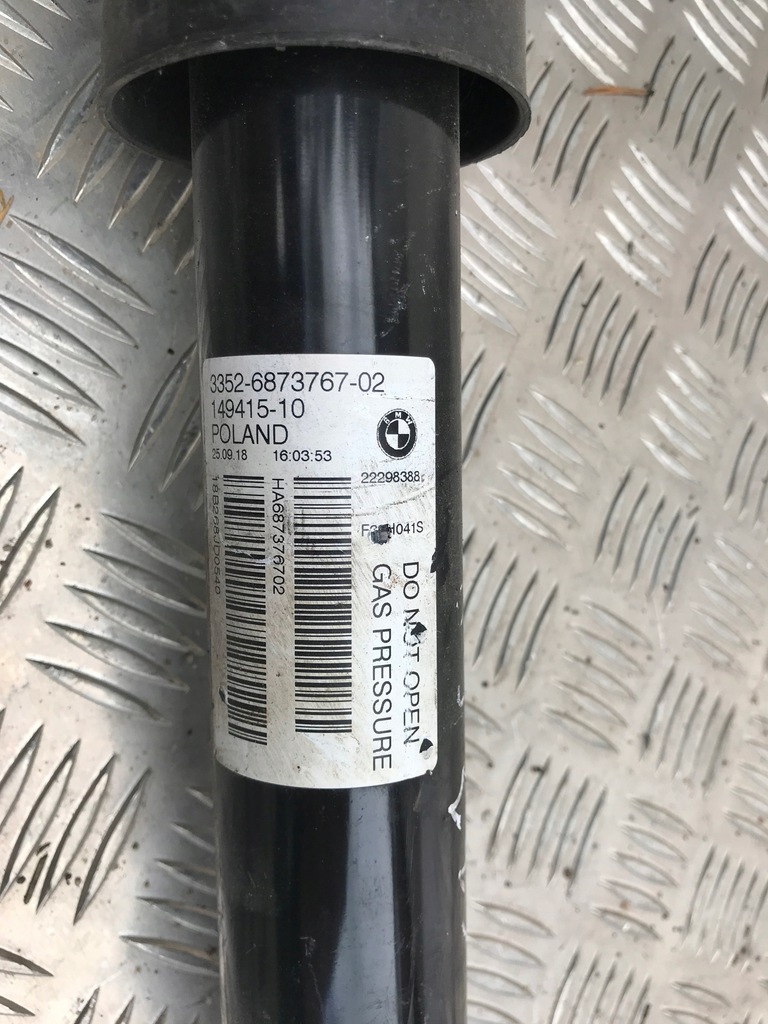 3352-6873767-02
149415-10
POLAND
25.09.18 16:03:53
BMW
22298388
HA687376702
DO NOT OPEN
GAS PRESSURE